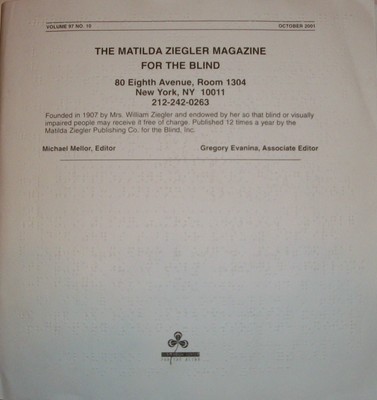 VOLUME 97 NO. 10 OCTOBER 2001
THE MATILDA ZIEGLER MAGAZINE
FOR THE BLIND
80 Eighth Avenue, Room 1304
New York, NY 10011
212-242-0263
Founded in 1907 by Mrs. William Ziegler and endowed by her so that blind or visually
impaired people may receive it free of charge. Published 12 times a year by the
Matilda Ziegler Publishing Co. for the Blind, Inc.
Michael Mellor, Editor Gregory Evanina, Associate Editor